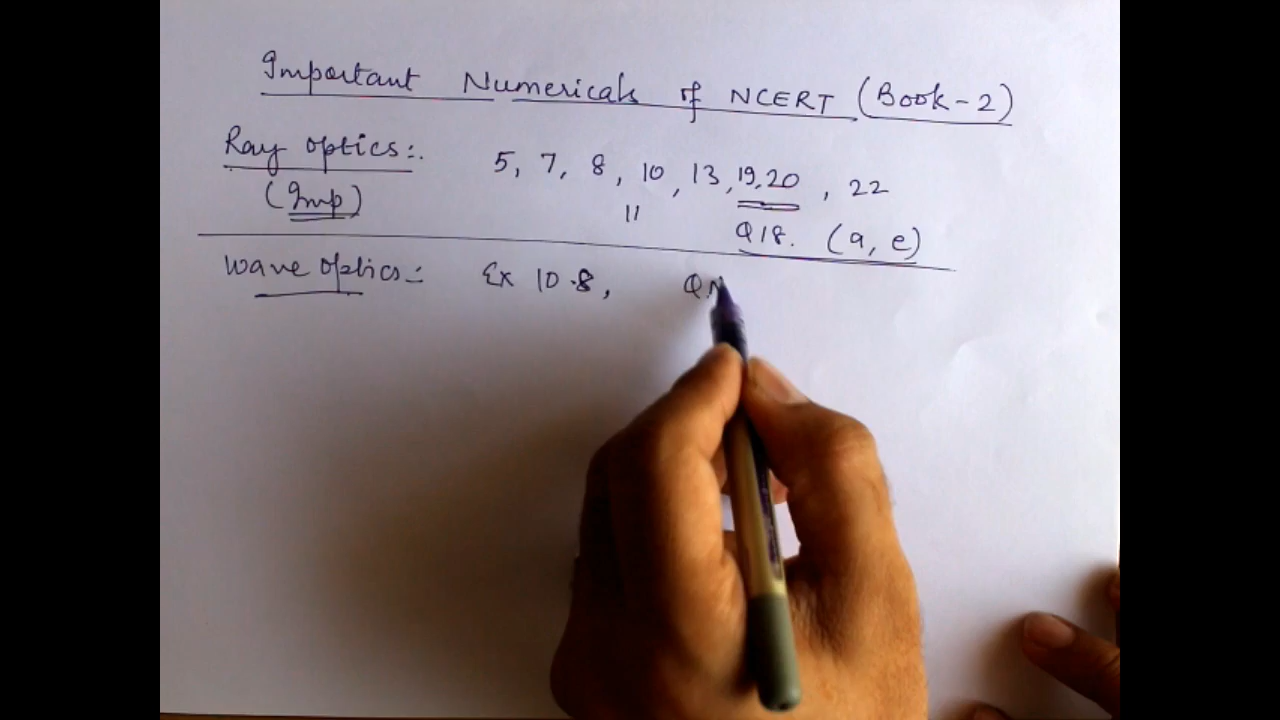 Important Numericals of NCERT (Book-2)
Ray optics:. 5, 7, 8, 10, 13, 19, 20, 22
(Imp) 11 Q18. (a, e)
Wave optics:- Ex 10.8, Q.N